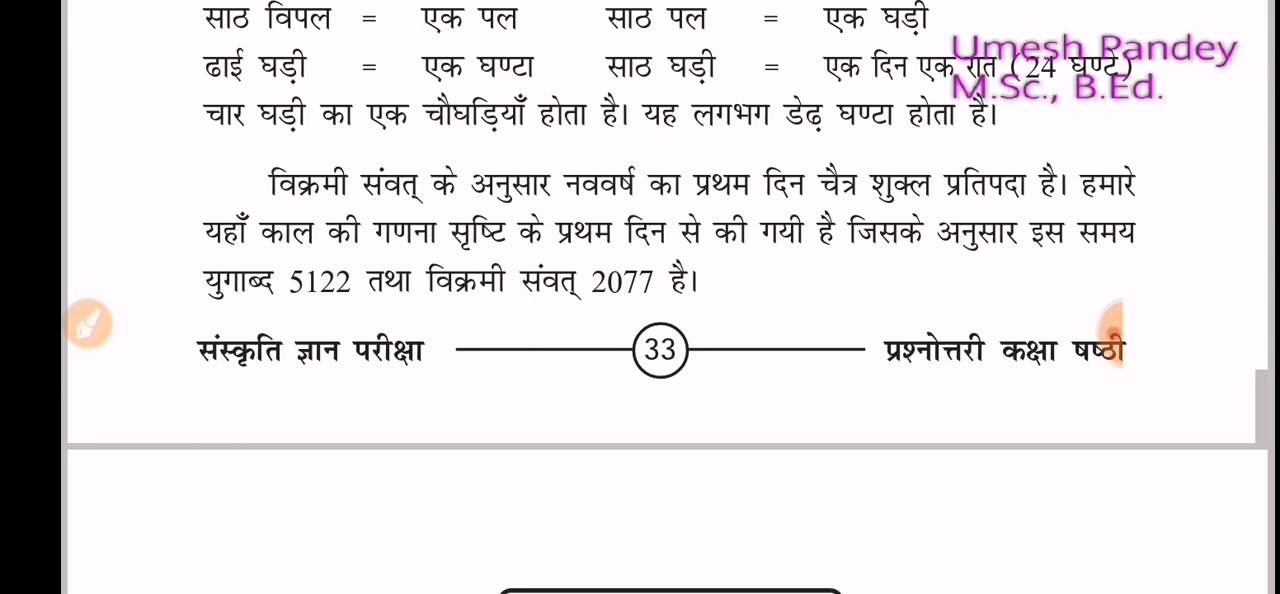 साठ विपल = एक पल साठ पल = एक घड़ी
Umesh Pandey
ढाई घड़ी = एक घण्टा साठ घड़ी = एक दिन एक रात (24 घण्टे)
M.Sc., B.Ed.
चार घड़ी का एक चौघड़ियाँ होता है। यह लगभग डेढ़ घण्टा होता है।
विक्रमी संवत् के अनुसार नववर्ष का प्रथम दिन चैत्र शुक्ल प्रतिपदा है। हमारे
यहाँ काल की गणना सृष्टि के प्रथम दिन से की गयी है जिसके अनुसार इस समय
युगाब्द 5122 तथा विक्रमी संवत् 2077 है।
संस्कृति ज्ञान परीक्षा 33 प्रश्नोत्तरी कक्षा षष्ठी